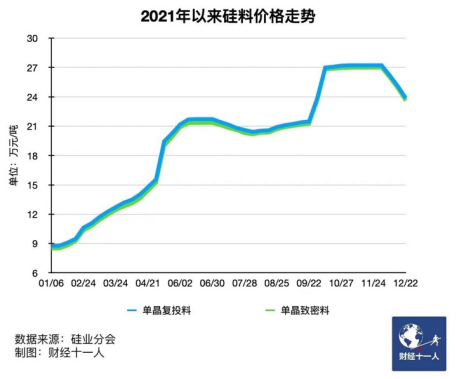 2021年以来硅料价格走势
单位：万元/吨
30
27
24
21
18
15
12
9
6
01/06 02/24 03/24 04/21 06/02 06/30 07/28 08/25 09/22 10/27 11/24 12/22
单晶复投料 单晶致密料
数据来源：硅业分会
制图：财经十一人
财经十一人